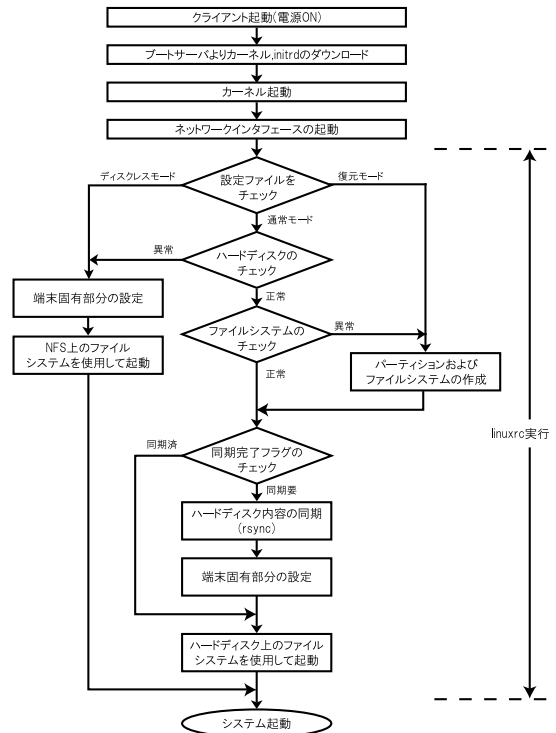 クライアント起動(電源ON)
ブートサーバよりカーネル,initrdのダウンロード
カーネル起動
ネットワークインタフェースの起動
ディスクレスモード
設定ファイルを
チェック
復元モード
通常モード
異常
ハードディスクの
チェック
正常
端末固有部分の設定
ファイルシステムの
チェック
異常
NFS上のファイル
システムを使用して起動
正常
パーティションおよび
ファイルシステムの作成
linuxrc実行
同期済
同期完了フラグの
チェック
同期要
ハードディスク内容の同期
(rsync)
端末固有部分の設定
ハードディスク上のファイル
システムを使用して起動
システム起動